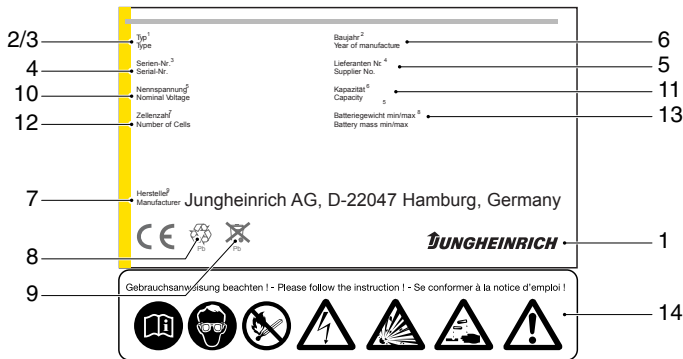 2/3 Typ1 Baujahr2 6
Type Year of manufacture
4 Serien-Nr.3 Lieferanten Nr.4 5
Serial-Nr. Supplier No.
10 Nennspannung5 Kapazität6 11
Nominal Voltage Capacity 5
12 Zellenzahl7 Batteriegewicht min/max8 13
Number of Cells Battery mass min/max
7 Hersteller9
Manufacturer Jungheinrich AG, D-22047 Hamburg, Germany
CE JUNGHEINRICH 1
8 Pb Pb
9
Gebrauchsanweisung beachten ! - Please follow the instruction ! - Se conformer à la notice d'emploi !
14